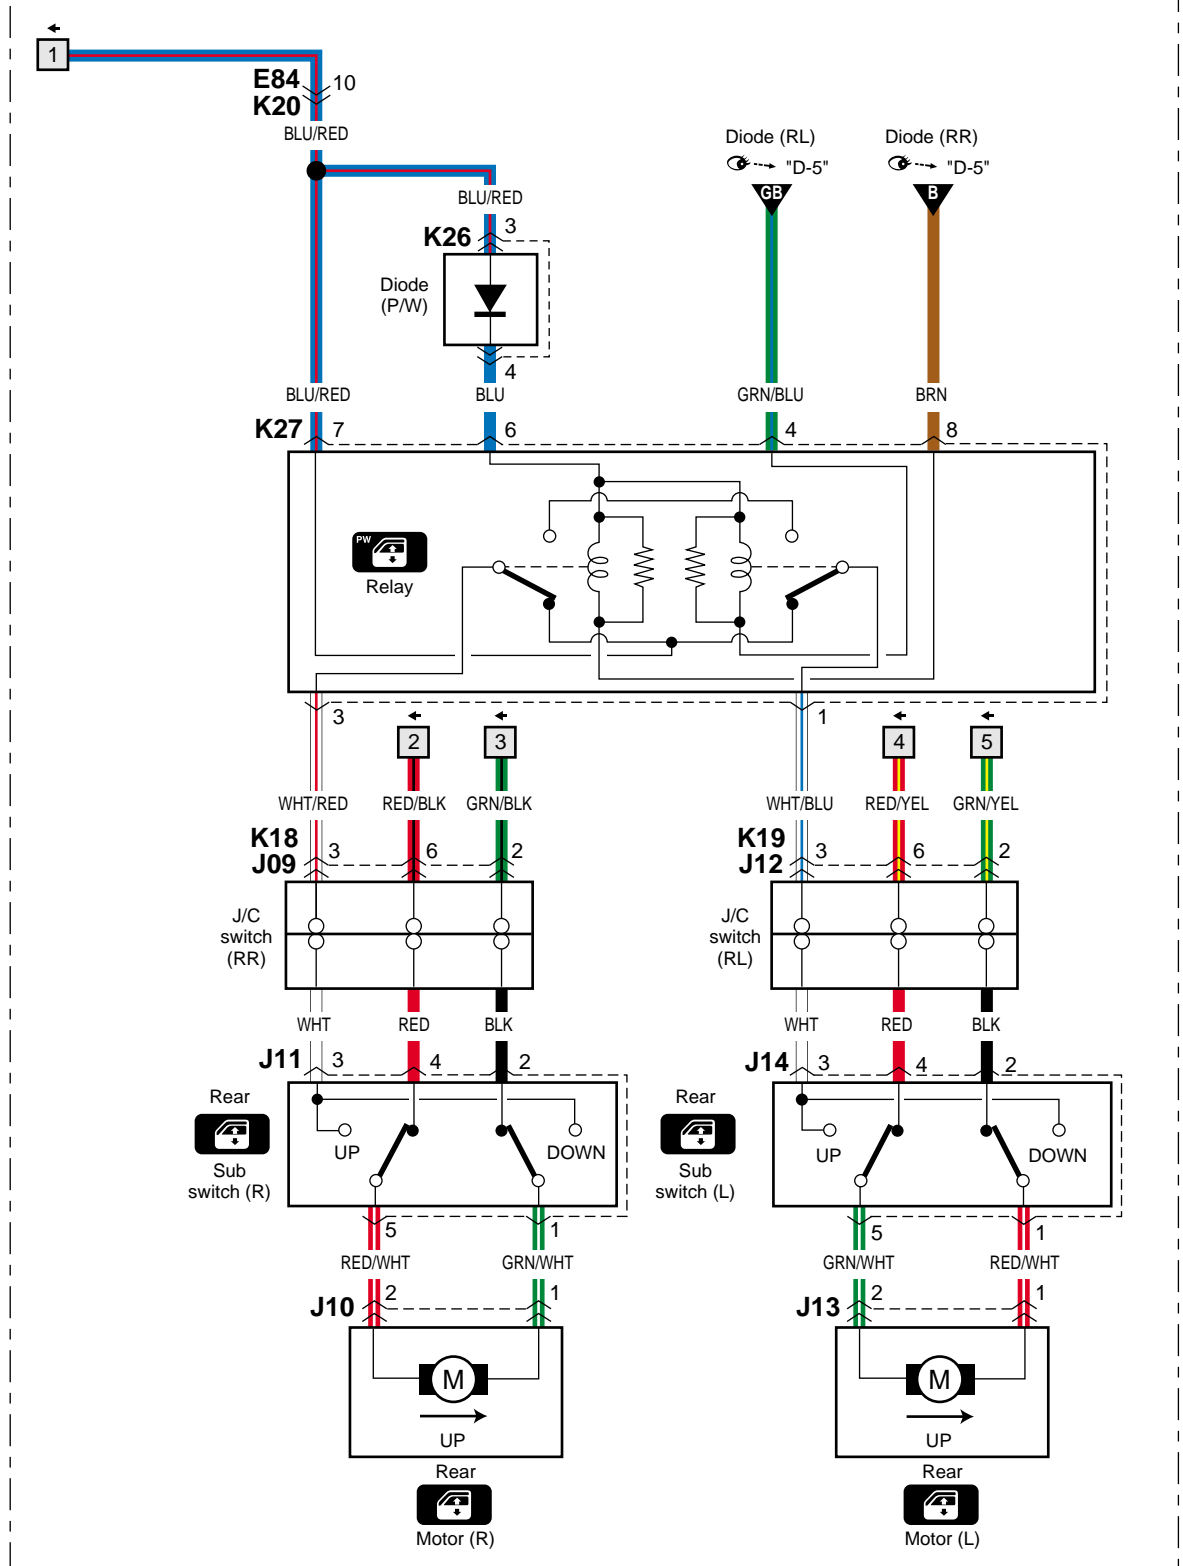 1
E84 10
K20
BLU/RED
Diode (RL) Diode (RR)
"D-5" "D-5"
GB B
BLU/RED
K26 3
Diode
(P/W)
4
BLU/RED BLU GRN/BLU BRN
K27 7 6 4 8
PW
Relay
3 1
2 3 4 5
WHT/RED RED/BLK GRN/BLK WHT/BLU RED/YEL GRN/YEL
K18 K19
J09 3 6 2 J12 3 6 2
J/C J/C
switch switch
(RR) (RL)
WHT RED BLK WHT RED BLK
J11 3 4 2 J14 3 4 2
Rear Rear
UP DOWN UP DOWN
Sub Sub
switch (R) switch (L)
5 1 5 1
RED/WHT GRN/WHT GRN/WHT RED/WHT
J10 2 1 J13 2 1
M M
UP UP
Rear Rear
Motor (R) Motor (L)